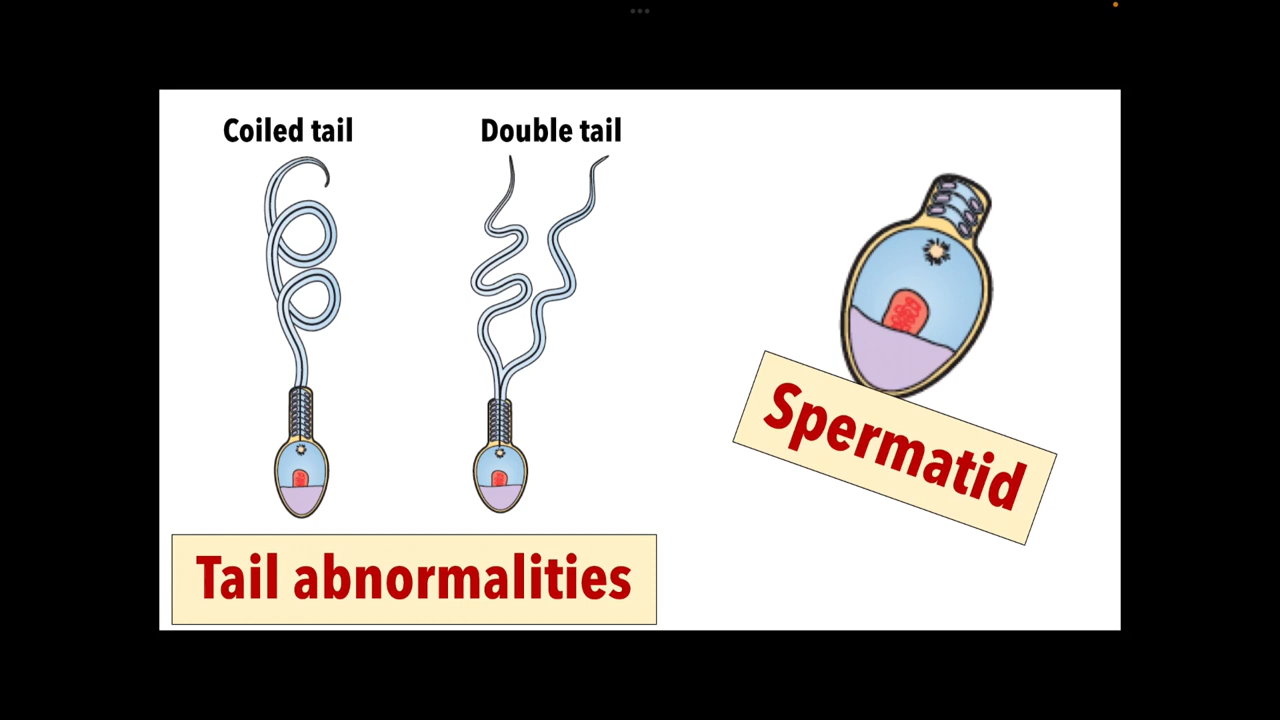 Coiled tail
Double tail
Spermatid
Tail abnormalities